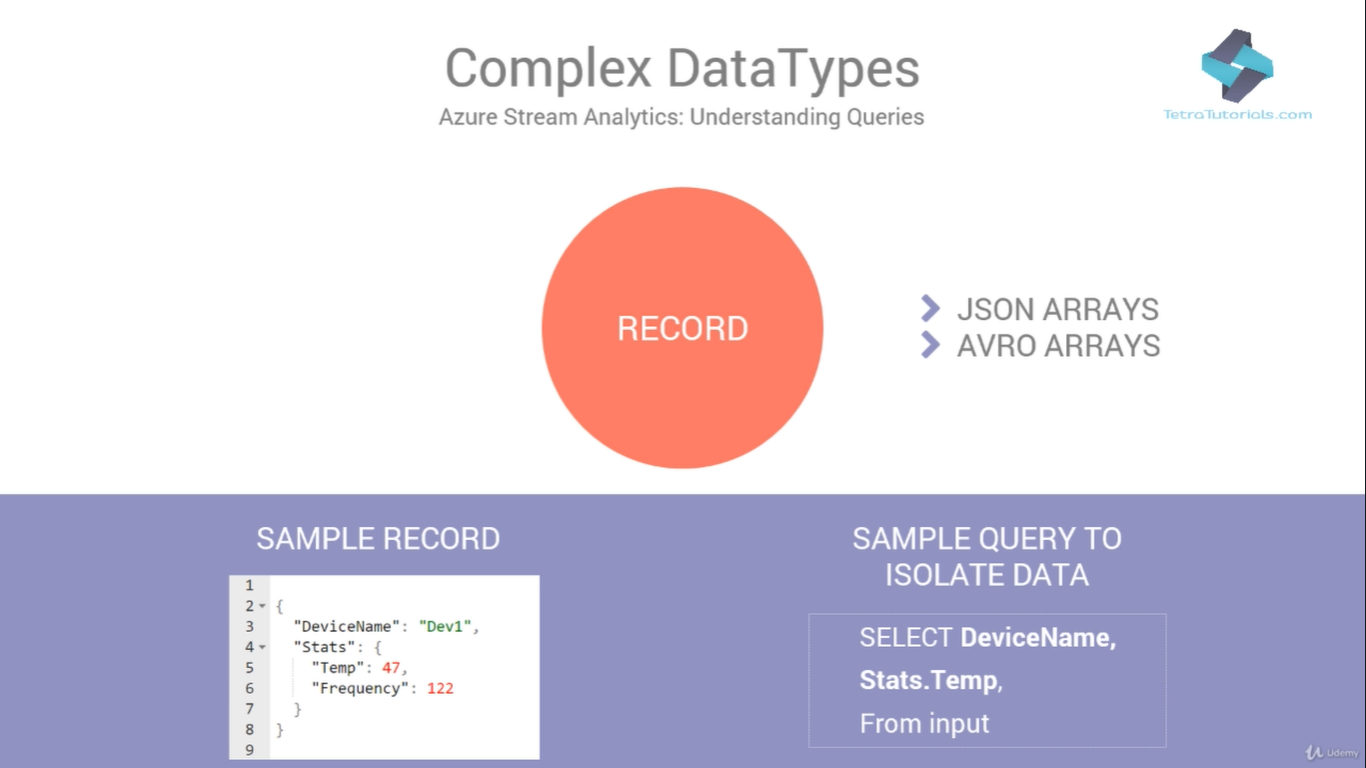 Complex DataTypes
Azure Stream Analytics: Understanding Queries
TetraTutorials.com
RECORD
JSON ARRAYS
AVRO ARRAYS
SAMPLE RECORD
1
2 {
3 "DeviceName": "Dev1",
4 "Stats": {
5 "Temp": 47,
6 "Frequency": 122
7 }
8 }
9
SAMPLE QUERY TO
ISOLATE DATA
SELECT DeviceName,
Stats.Temp,
From input
Udemy